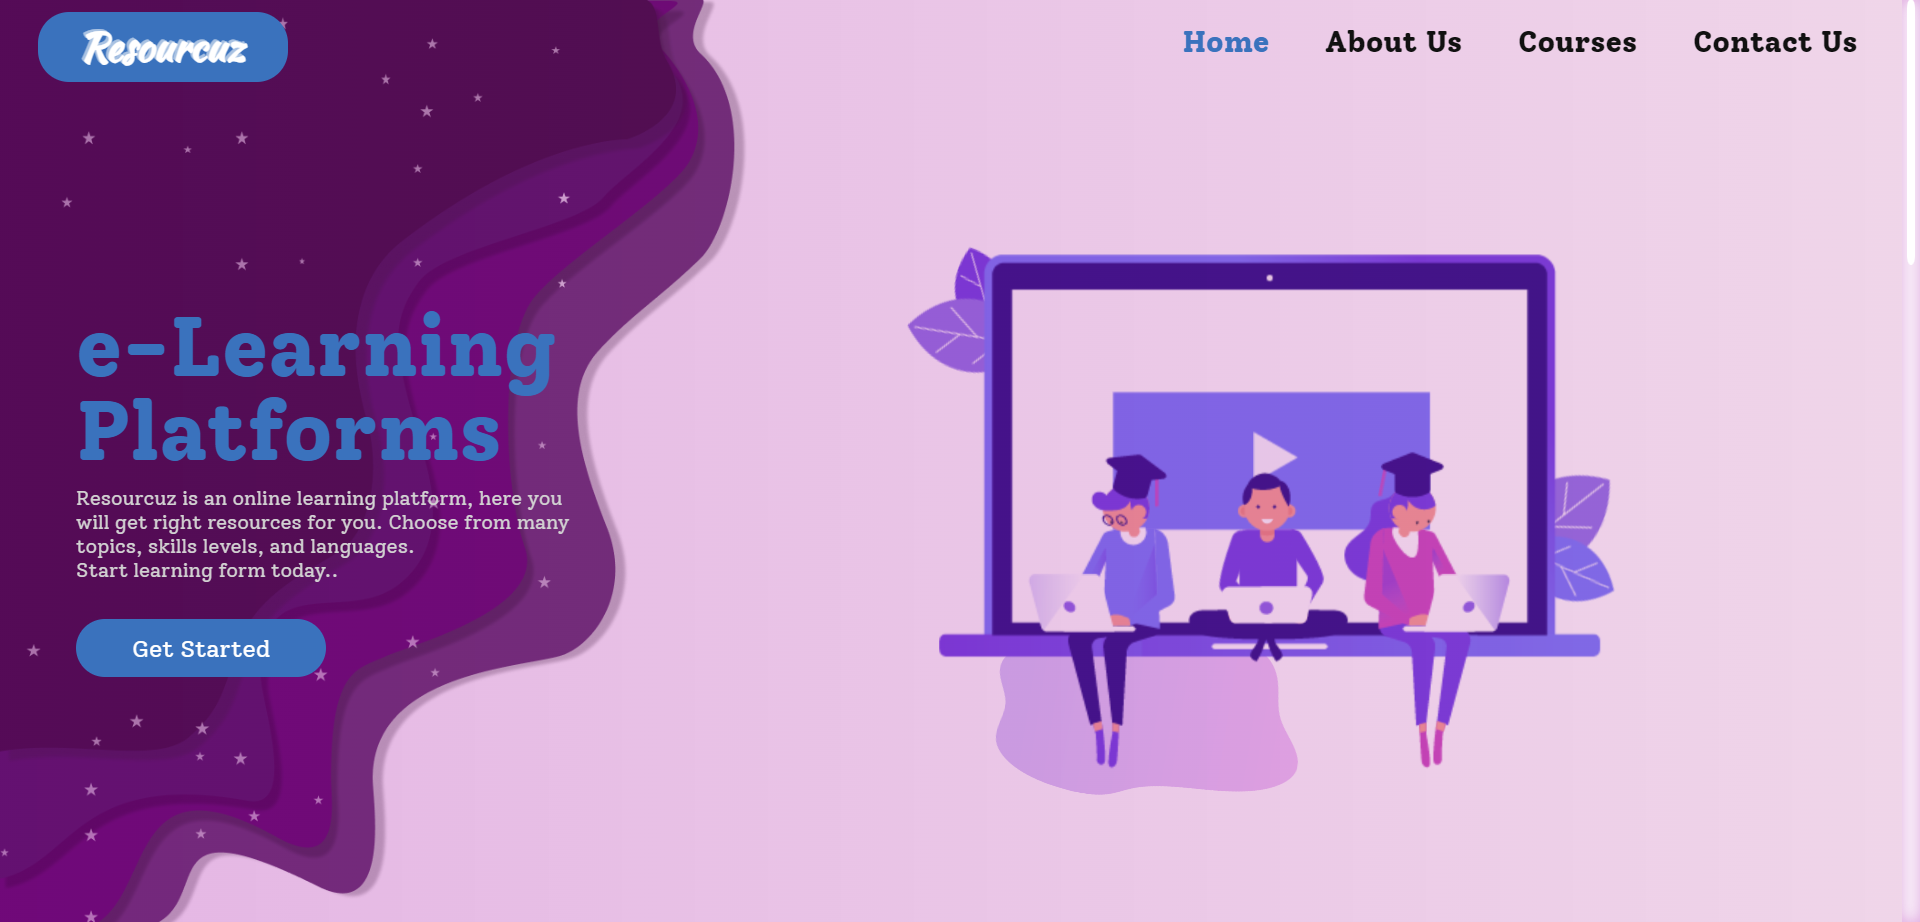 Resourcuz
Home About Us Courses Contact Us
e-Learning
Platforms
Resourcuz is an online learning platform, here you
will get right resources for you. Choose from many
topics, skills levels, and languages.
Start learning form today..
Get Started